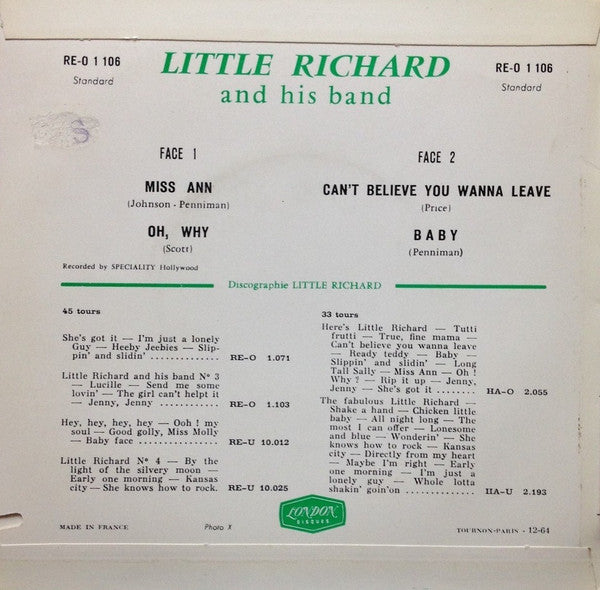 RE-O 1 106
Standard
LITTLE RICHARD
and his band
RE-O 1 106
Standard
S
FACE 1
MISS ANN
(Johnson - Penniman)
OH, WHY
(Scott)
FACE 2
CAN'T BELIEVE YOU WANNA LEAVE
(Price)
BABY
(Penniman)
Recorded by SPECIALITY Hollywood
Discographie LITTLE RICHARD
45 tours
She's got it — I'm just a lonely
Guy — Heeby Jeebies — Slip-
pin' and slidin' .............. RE-O 1.071
Little Richard and his band N° 3
— Lucille — Send me some
lovin' — The girl can't helpt it
— Jenny, Jenny .............. RE-O 1.103
Hey, hey, hey, hey — Ooh ! my
soul — Good golly, Miss Molly
— Baby face ................ RE-U 10.012
Little Richard N° 4 — By the
light of the silvery moon —
Early one morning — Kansas
city — She knows how to rock. RE-U 10.025
33 tours
Here's Little Richard — Tutti
frutti — True, fine mama —
Can't believe you wanna leave
— Ready teddy — Baby —
Slippin' and slidin' — Long
Tall Sally — Miss Ann — Oh !
Why ? — Rip it up — Jenny,
Jenny — She's got it ........ HA-O 2.055
The fabulous Little Richard —
Shake a hand — Chicken little
baby — All night long — The
most I can offer — Lonesome
and blue — Wonderin' — She
knows how to rock — Kansas
city — Directly from my heart
— Maybe I'm right — Early
one morning — I'm just a
lonely guy — Whole lotta
shakin' goin'on .............. HA-U 2.193
LONDON
DISQUES
MADE IN FRANCE
Photo X
TOURNON-PARIS - 12-64